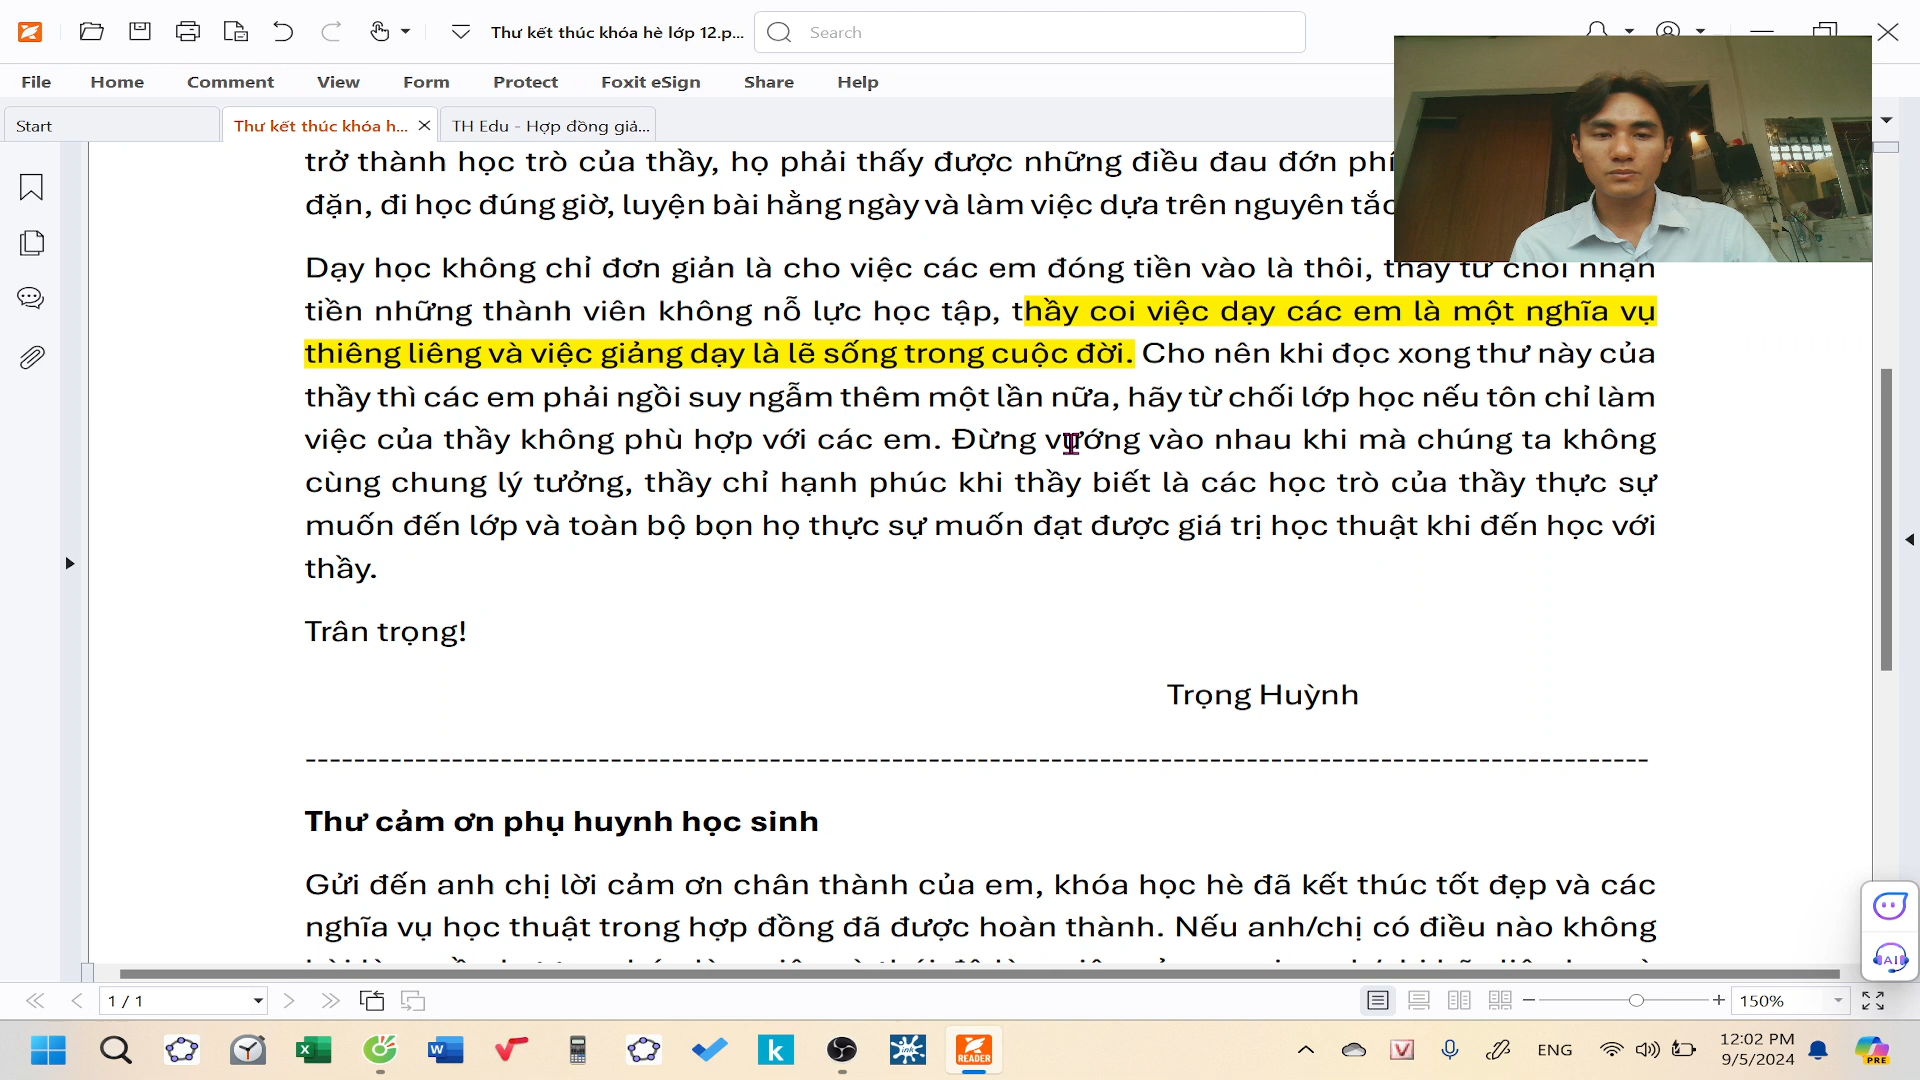 Thư kết thúc khóa hè lớp 12.p...
Search
File Home Comment View Form Protect Foxit eSign Share Help
Start
Thư kết thúc khóa h...
TH Edu - Hợp đồng giả...
trở thành học trò của thầy, họ phải thấy được những điều đau đớn phí
đặn, đi học đúng giờ, luyện bài hằng ngày và làm việc dựa trên nguyên tắc
Dạy học không chỉ đơn giản là cho việc các em đóng tiền vào là thôi, thầy từ chối nhận
tiền những thành viên không nỗ lực học tập, thầy coi việc dạy các em là một nghĩa vụ
thiêng liêng và việc giảng dạy là lẽ sống trong cuộc đời. Cho nên khi đọc xong thư này của
thầy thì các em phải ngồi suy ngẫm thêm một lần nữa, hãy từ chối lớp học nếu tôn chỉ làm
việc của thầy không phù hợp với các em. Đừng vướng vào nhau khi mà chúng ta không
cùng chung lý tưởng, thầy chỉ hạnh phúc khi thầy biết là các học trò của thầy thực sự
muốn đến lớp và toàn bộ bọn họ thực sự muốn đạt được giá trị học thuật khi đến học với
thầy.
Trân trọng!
Trọng Huỳnh
Thư cảm ơn phụ huynh học sinh
Gửi đến anh chị lời cảm ơn chân thành của em, khóa học hè đã kết thúc tốt đẹp và các
nghĩa vụ học thuật trong hợp đồng đã được hoàn thành. Nếu anh/chị có điều nào không
1 / 1
150%
AI
ink
READER
ENG
12:02 PM
9/5/2024
PRE